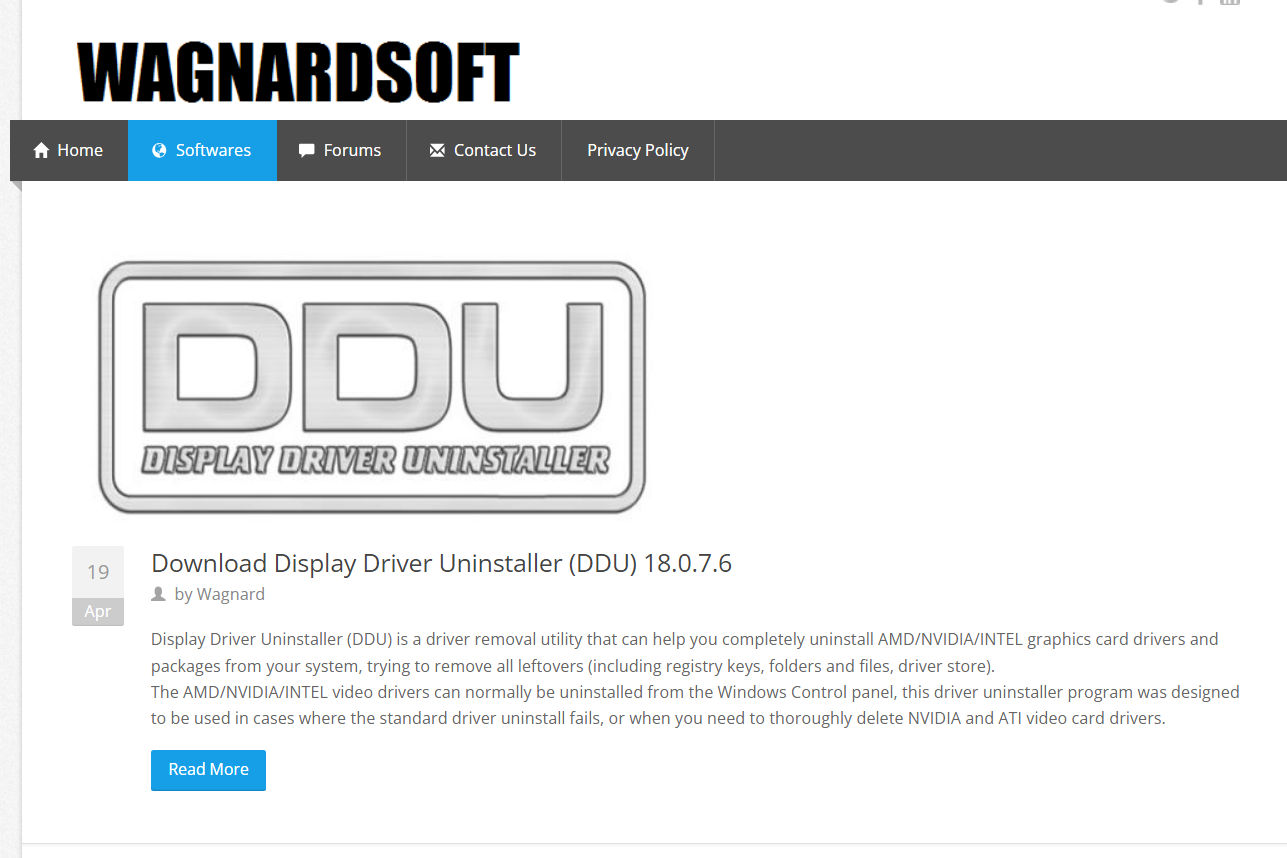 WAGNARDSOFT
Home Softwares Forums Contact Us Privacy Policy
DDU
DISPLAY DRIVER UNINSTALLER
19
Apr
Download Display Driver Uninstaller (DDU) 18.0.7.6
by Wagnard
Display Driver Uninstaller (DDU) is a driver removal utility that can help you completely uninstall AMD/NVIDIA/INTEL graphics card drivers and
packages from your system, trying to remove all leftovers (including registry keys, folders and files, driver store).
The AMD/NVIDIA/INTEL video drivers can normally be uninstalled from the Windows Control panel, this driver uninstaller program was designed
to be used in cases where the standard driver uninstall fails, or when you need to thoroughly delete NVIDIA and ATI video card drivers.
Read More